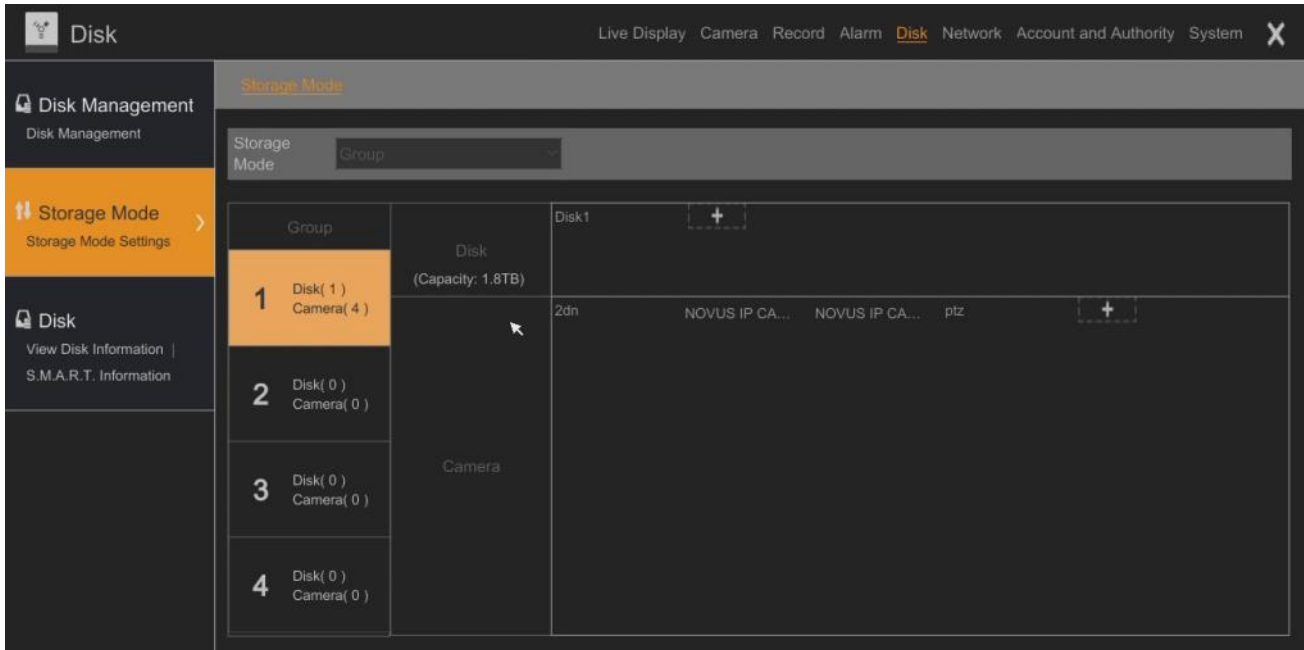 Disk
Live Display Camera Record Alarm Disk Network Account and Authority System X
Disk Management
Disk Management
Storage Mode
Storage Mode Settings
Disk
View Disk Information |
S.M.A.R.T. Information
Storage Mode
Storage
Mode
Group
Group
1
Disk( 1 )
Camera( 4 )
2
Disk( 0 )
Camera( 0 )
3
Disk( 0 )
Camera( 0 )
4
Disk( 0 )
Camera( 0 )
Disk
(Capacity: 1.8TB)
Disk1 +
Camera
2dn NOVUS IP CA... NOVUS IP CA... ptz +